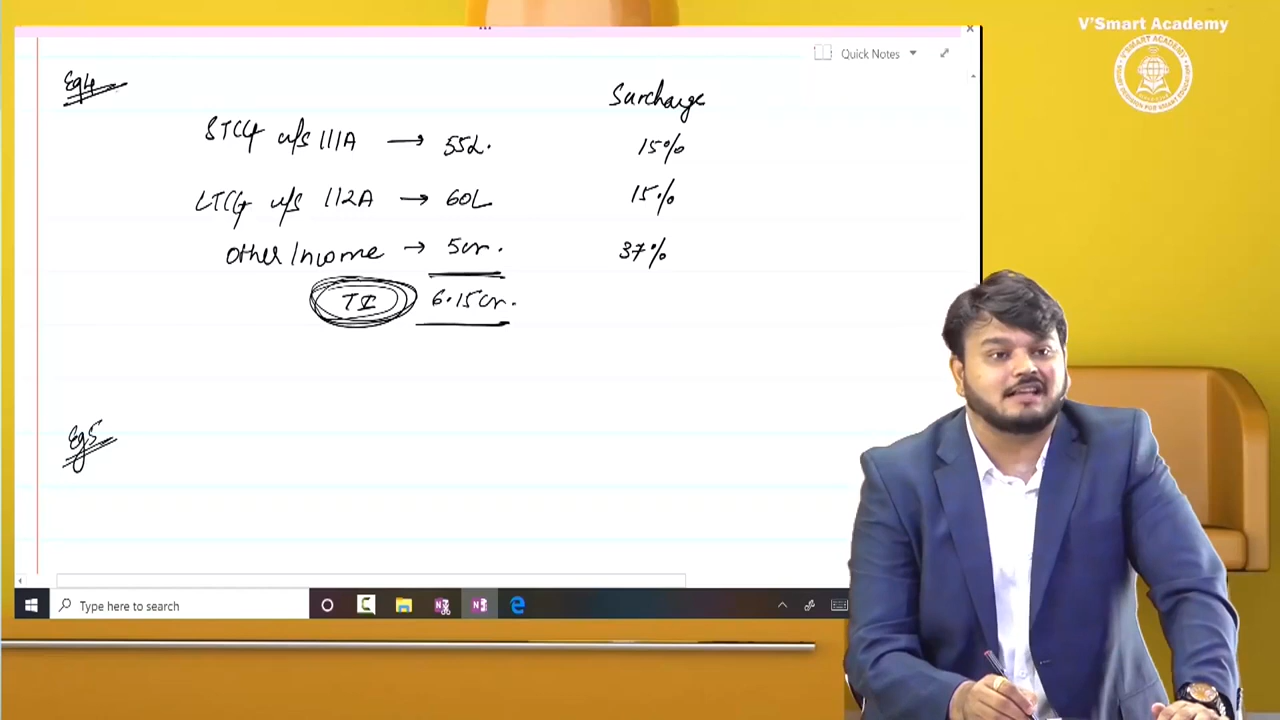 V'Smart Academy
Quick Notes
Eg4
Surcharge
STCG u/s 111A → 55L. 15%
LTCG u/s 112A → 60L 15%
Other Income → 5cr. 37%
TI 6.15cr.
Eg5
Type here to search